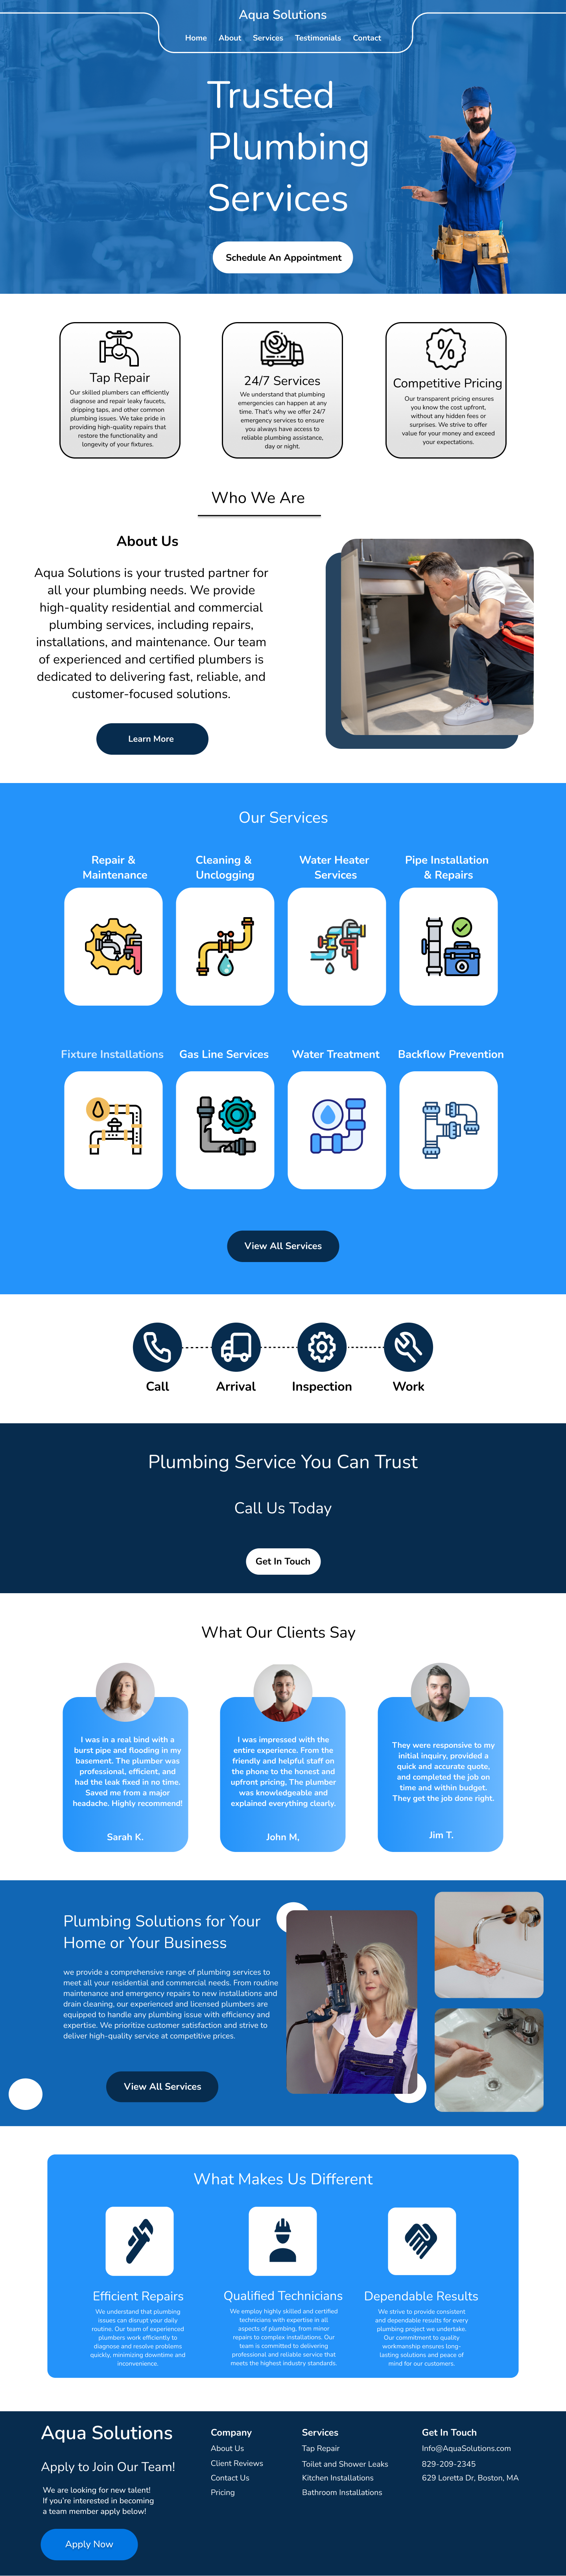 Aqua Solutions
Home About Services Testimonials Contact
Trusted
Plumbing
Services
Schedule An Appointment
Tap Repair
Our skilled plumbers can efficiently
diagnose and repair leaky faucets,
dripping taps, and other common
plumbing issues. We take pride in
providing high-quality repairs that
restore the functionality and
longevity of your fixtures.
24/7 Services
We understand that plumbing
emergencies can happen at any
time. That's why we offer 24/7
emergency services to ensure
you always have access to
reliable plumbing assistance,
day or night.
Competitive Pricing
Our transparent pricing ensures
you know the cost upfront,
without any hidden fees or
surprises. We strive to offer
value for your money and exceed
your expectations.
Who We Are
About Us
Aqua Solutions is your trusted partner for
all your plumbing needs. We provide
high-quality residential and commercial
plumbing services, including repairs,
installations, and maintenance. Our team
of experienced and certified plumbers is
dedicated to delivering fast, reliable, and
customer-focused solutions.
Learn More
Our Services
Repair &
Maintenance
Cleaning &
Unclogging
Water Heater
Services
Pipe Installation
& Repairs
Fixture Installations
Gas Line Services
Water Treatment
Backflow Prevention
View All Services
Call
Arrival
Inspection
Work
Plumbing Service You Can Trust
Call Us Today
Get In Touch
What Our Clients Say
I was in a real bind with a
burst pipe and flooding in my
basement. The plumber was
professional, efficient, and
had the leak fixed in no time.
Saved me from a major
headache. Highly recommend!
Sarah K.
I was impressed with the
entire experience. From the
friendly and helpful staff on
the phone to the honest and
upfront pricing, The plumber
was knowledgeable and
explained everything clearly.
John M,
They were responsive to my
initial inquiry, provided a
quick and accurate quote,
and completed the job on
time and within budget.
They get the job done right.
Jim T.
Plumbing Solutions for Your
Home or Your Business
we provide a comprehensive range of plumbing services to
meet all your residential and commercial needs. From routine
maintenance and emergency repairs to new installations and
drain cleaning, our experienced and licensed plumbers are
equipped to handle any plumbing issue with efficiency and
expertise. We prioritize customer satisfaction and strive to
deliver high-quality service at competitive prices.
View All Services
What Makes Us Different
Efficient Repairs
We understand that plumbing
issues can disrupt your daily
routine. Our team of experienced
plumbers work efficiently to
diagnose and resolve problems
quickly, minimizing downtime and
inconvenience.
Qualified Technicians
We employ highly skilled and certified
technicians with expertise in all
aspects of plumbing, from minor
repairs to complex installations. Our
team is committed to delivering
professional and reliable service that
meets the highest industry standards.
Dependable Results
We strive to provide consistent
and dependable results for every
plumbing project we undertake.
Our commitment to quality
workmanship ensures long-
lasting solutions and peace of
mind for our customers.
Aqua Solutions
Apply to Join Our Team!
We are looking for new talent!
If you're interested in becoming
a team member apply below!
Apply Now
Company
About Us
Client Reviews
Contact Us
Pricing
Services
Tap Repair
Toilet and Shower Leaks
Kitchen Installations
Bathroom Installations
Get In Touch
Info@AquaSolutions.com
829-209-2345
629 Loretta Dr, Boston, MA